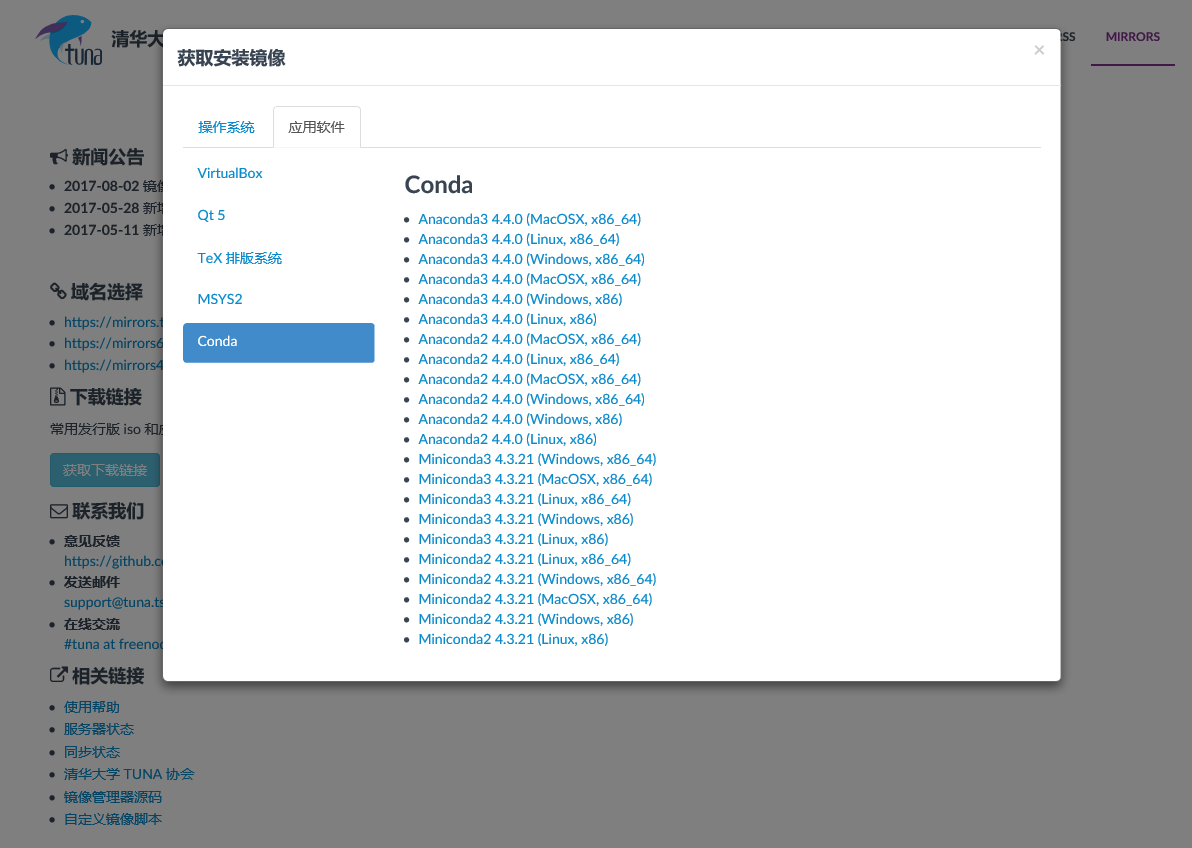 tuna
清华大
SS
MIRRORS
获取安装镜像
×
操作系统
应用软件
VirtualBox
Qt 5
TeX 排版系统
MSYS2
Conda
Conda
Anaconda3 4.4.0 (MacOSX, x86_64)
Anaconda3 4.4.0 (Linux, x86_64)
Anaconda3 4.4.0 (Windows, x86_64)
Anaconda3 4.4.0 (MacOSX, x86_64)
Anaconda3 4.4.0 (Windows, x86)
Anaconda3 4.4.0 (Linux, x86)
Anaconda2 4.4.0 (MacOSX, x86_64)
Anaconda2 4.4.0 (Linux, x86_64)
Anaconda2 4.4.0 (MacOSX, x86_64)
Anaconda2 4.4.0 (Windows, x86_64)
Anaconda2 4.4.0 (Windows, x86)
Anaconda2 4.4.0 (Linux, x86)
Miniconda3 4.3.21 (Windows, x86_64)
Miniconda3 4.3.21 (MacOSX, x86_64)
Miniconda3 4.3.21 (Linux, x86_64)
Miniconda3 4.3.21 (Windows, x86)
Miniconda3 4.3.21 (Linux, x86)
Miniconda2 4.3.21 (Linux, x86_64)
Miniconda2 4.3.21 (Windows, x86_64)
Miniconda2 4.3.21 (MacOSX, x86_64)
Miniconda2 4.3.21 (Windows, x86)
Miniconda2 4.3.21 (Linux, x86)
新闻公告
2017-08-02 镜像
2017-05-28 新增
2017-05-11 新增
域名选择
https://mirrors.t
https://mirrors6
https://mirrors4
下载链接
常用发行版 iso 和应
获取下载链接
联系我们
意见反馈
https://github.co
发送邮件
support@tuna.ts
在线交流
#tuna at freenod
相关链接
使用帮助
服务器状态
同步状态
清华大学 TUNA 协会
镜像管理器源码
自定义镜像脚本